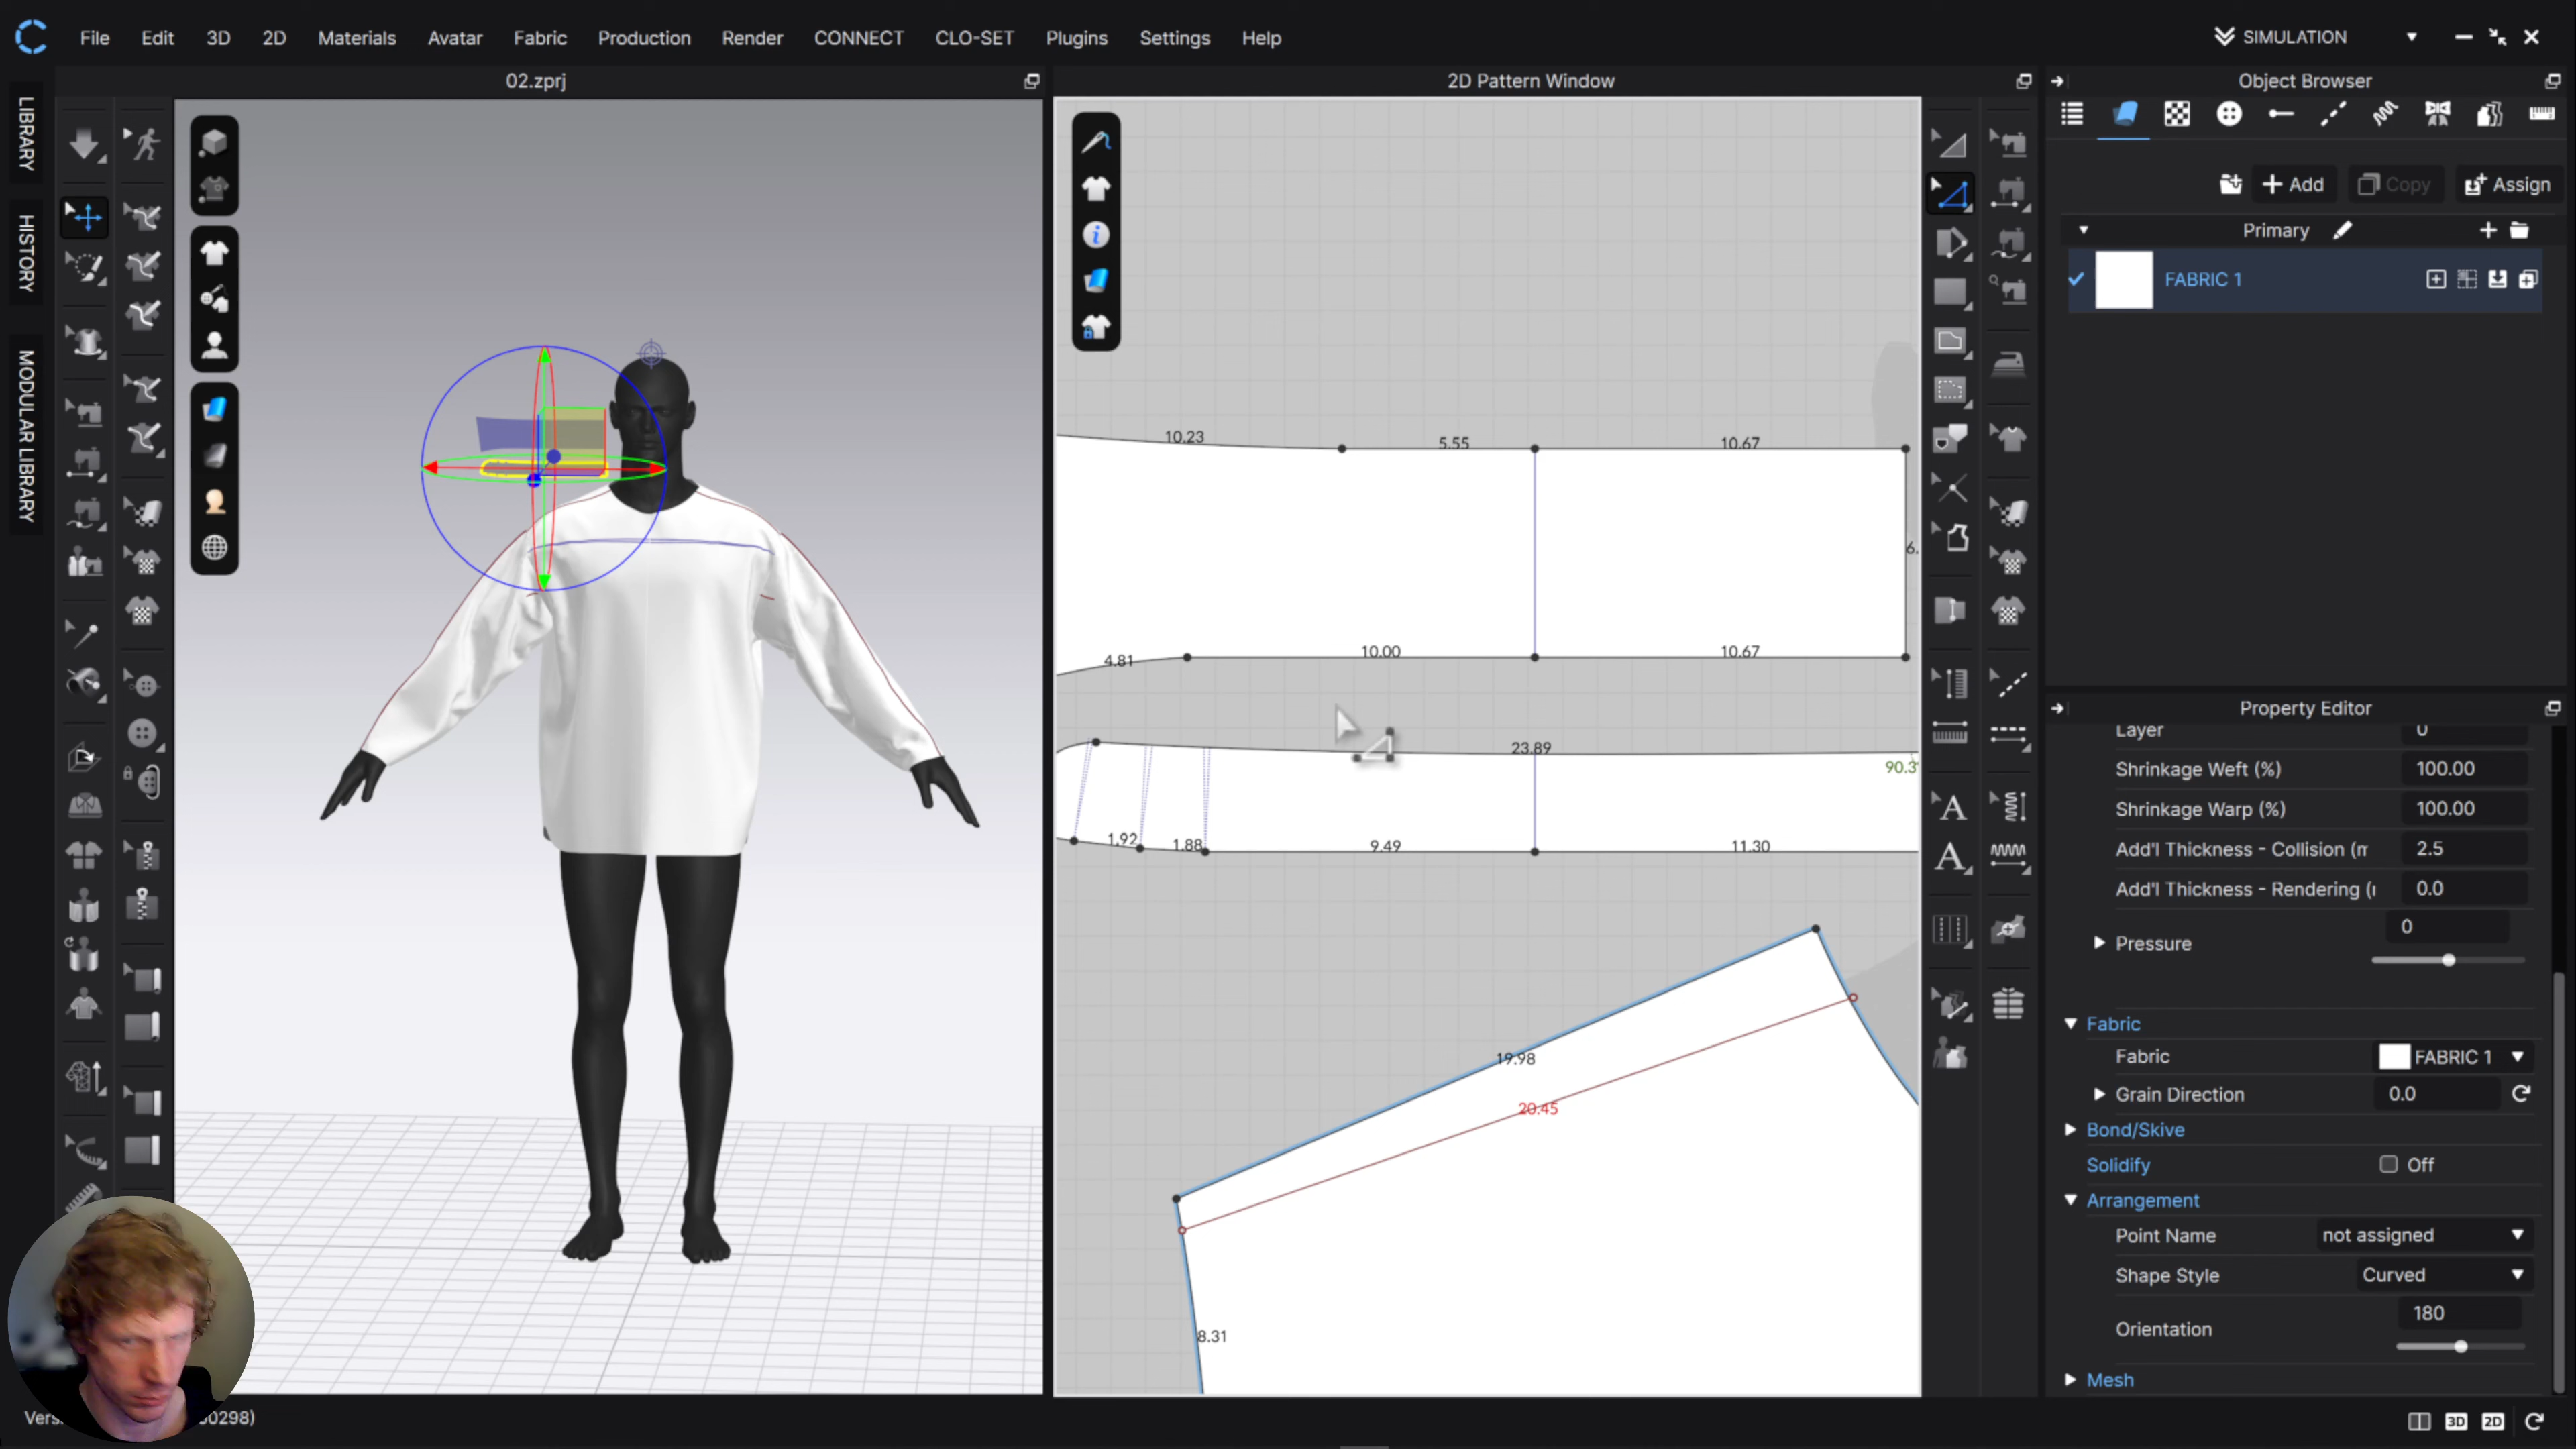 File Edit 3D 2D Materials Avatar Fabric Production Render CONNECT CLO-SET Plugins Settings Help
SIMULATION
02.zprj
2D Pattern Window
Object Browser
LIBRARY
HISTORY
MODULAR LIBRARY
+ Add
Copy
Assign
Primary
FABRIC 1
10.23
5.55
10.67
6.
4.81
10.00
10.67
23.89
90.3
1.92
1.88
9.49
11.30
19.98
20.45
8.31
A
A
Property Editor
Layer 0
Shrinkage Weft (%) 100.00
Shrinkage Warp (%) 100.00
Add'l Thickness - Collision (m 2.5
Add'l Thickness - Rendering (r 0.0
Pressure 0
Fabric
Fabric FABRIC 1
Grain Direction 0.0
Bond/Skive
Solidify Off
Arrangement
Point Name not assigned
Shape Style Curved
Orientation 180
Mesh
Vers
0298)
3D 2D